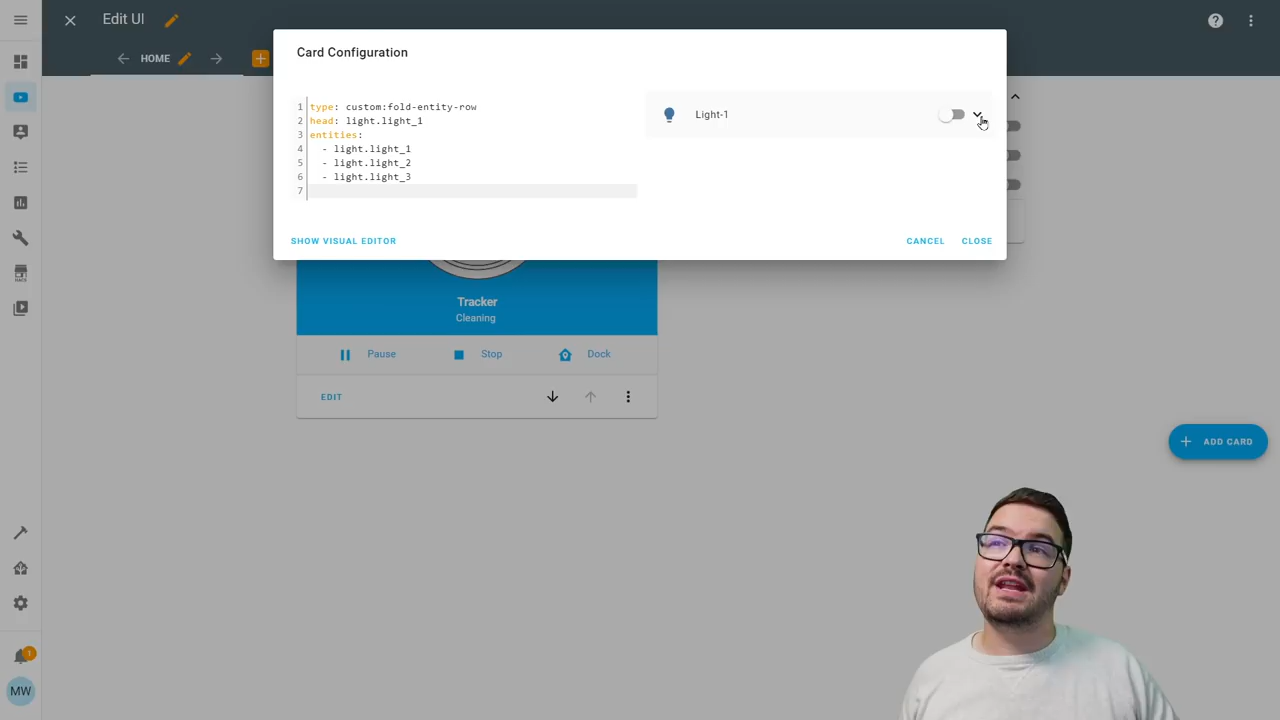 Edit UI
HOME
Card Configuration
1 type: custom:fold-entity-row
2 head: light.light_1
3 entities:
4 - light.light_1
5 - light.light_2
6 - light.light_3
7
Light-1
SHOW VISUAL EDITOR
CANCEL
CLOSE
Tracker
Cleaning
Pause
Stop
Dock
EDIT
ADD CARD
1
MW